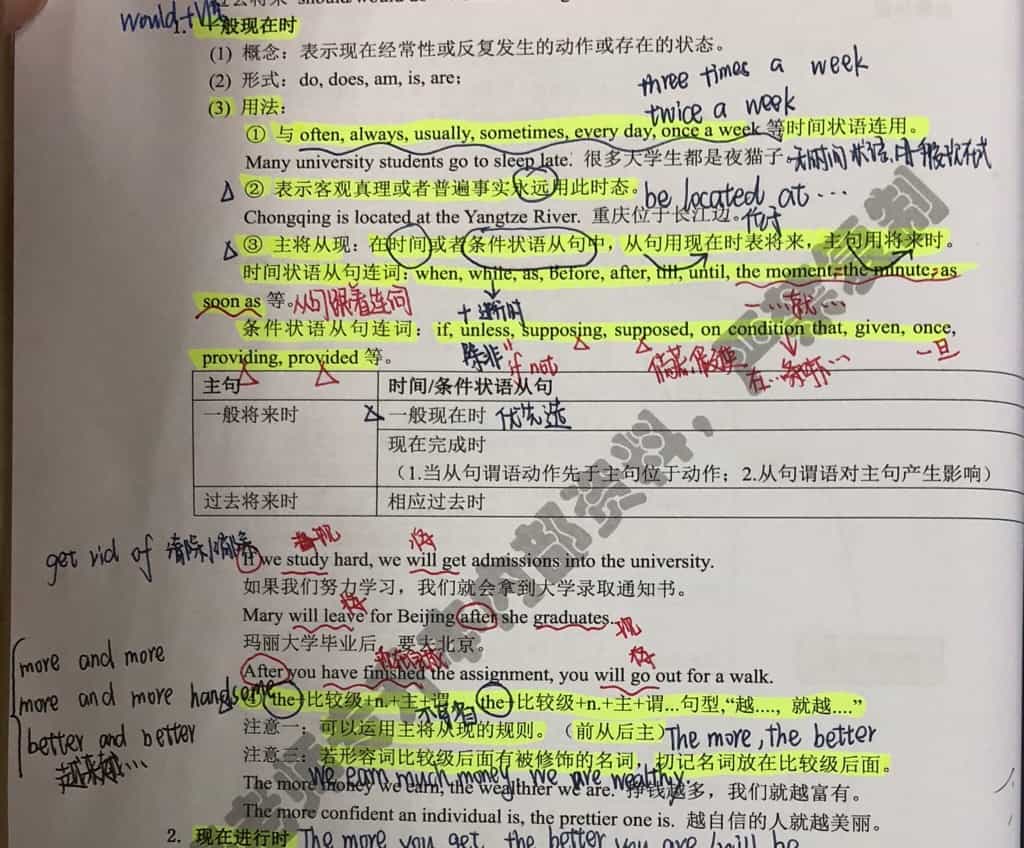 would+V原
1. 一般现在时
(1) 概念：表示现在经常性或反复发生的动作或存在的状态。
(2) 形式：do, does, am, is, are;
three times a week
(3) 用法：
twice a week
① 与 often, always, usually, sometimes, every day, once a week 等时间状语连用。
Many university students go to sleep late. 很多大学生都是夜猫子。
② 表示客观真理或者普遍事实永远用此时态。
be located at ...
Chongqing is located at the Yangtze River. 重庆位于长江边。
位于
③ 主将从现：在时间或者条件状语从句中，从句用现在时表将来，主句用将来时。
时间状语从句连词：when, while, as, before, after, till, until, the moment, the minute, as
soon as 等。
从句跟着连词
一...就...
条件状语从句连词：if, unless, supposing, supposed, on condition that, given, once,
除非
if not
一旦
providing, provided 等。
主句 时间/条件状语从句
一般将来时 一般现在时
优先选
现在完成时
（1.当从句谓语动作先于主句位于动作；2.从句谓语对主句产生影响）
过去将来时 相应过去时
get rid of
If we study hard, we will get admissions into the university.
将
如果我们努力学习，我们就会拿到大学录取通知书。
Mary will leave for Beijing after she graduates.
将
现
玛丽大学毕业后，要去北京。
After you have finished the assignment, you will go out for a walk.
将
more and more
more and more handsome
better and better
越来越...
④ the+比较级+n.+主+谓...the+比较级+n.+主+谓...句型,“越...., 就越....”
注意一：可以运用主将从现的规则。（前从后主）
The more, the better
注意三：若形容词比较级后面有被修饰的名词，切记名词放在比较级后面。
We earn much money. we are wealthy.
The more money we earn, the wealthier we are. 挣钱越多，我们就越富有。
The more confident an individual is, the prettier one is. 越自信的人就越美丽。
2. 现在进行时
The more you get, the better you are/will be